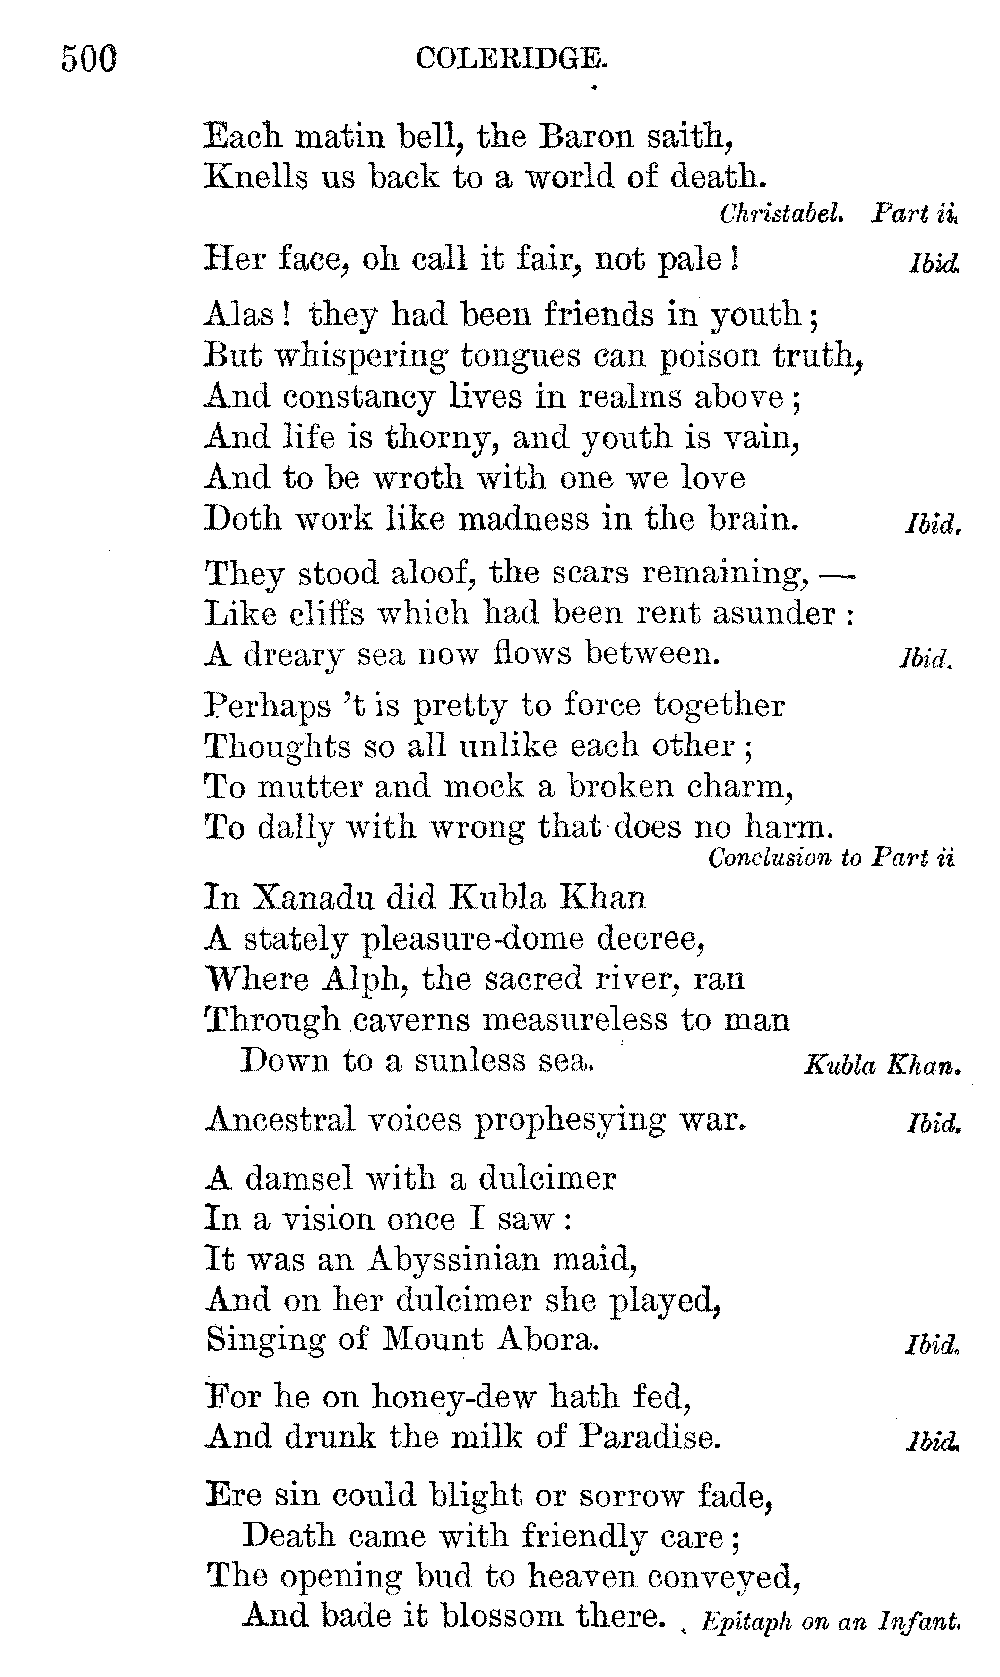 500 COLERIDGE.
Each matin bell, the Baron saith,
Knells us back to a world of death.
Christabel. Part ii.
Her face, oh call it fair, not pale! Ibid.
Alas! they had been friends in youth;
But whispering tongues can poison truth,
And constancy lives in realms above;
And life is thorny, and youth is vain,
And to be wroth with one we love
Doth work like madness in the brain. Ibid.
They stood aloof, the scars remaining, —
Like cliffs which had been rent asunder:
A dreary sea now flows between. Ibid.
Perhaps 't is pretty to force together
Thoughts so all unlike each other;
To mutter and mock a broken charm,
To dally with wrong that does no harm.
Conclusion to Part ii
In Xanadu did Kubla Khan
A stately pleasure-dome decree,
Where Alph, the sacred river, ran
Through caverns measureless to man
Down to a sunless sea. Kubla Khan.
Ancestral voices prophesying war. Ibid.
A damsel with a dulcimer
In a vision once I saw:
It was an Abyssinian maid,
And on her dulcimer she played,
Singing of Mount Abora. Ibid.
For he on honey-dew hath fed,
And drunk the milk of Paradise. Ibid.
Ere sin could blight or sorrow fade,
Death came with friendly care;
The opening bud to heaven conveyed,
And bade it blossom there. Epitaph on an Infant.